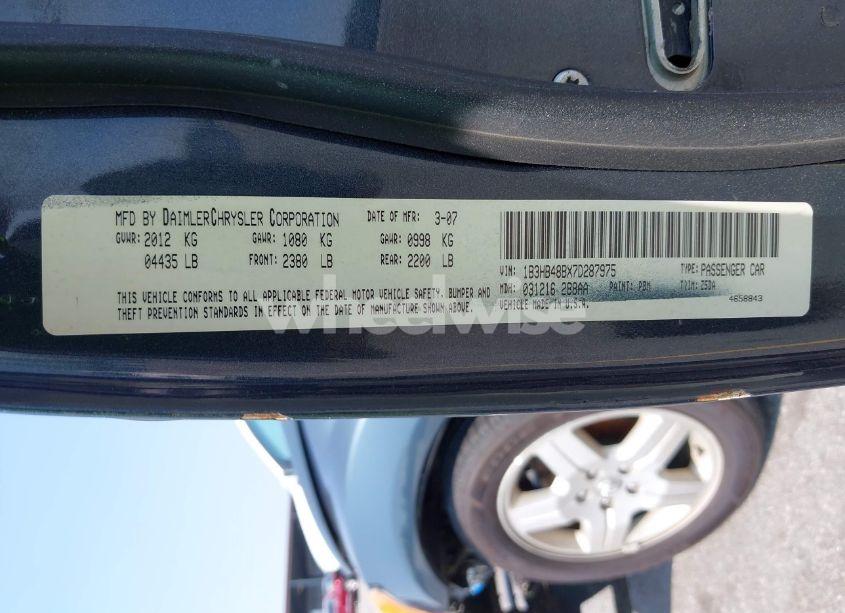 MFD BY DAIMLERCHRYSLER CORPORATION DATE OF MFR: 3-07
GVWR: 2012 KG GAWR: 1080 KG GAWR: 0998 KG
04435 LB FRONT: 2380 LB REAR: 2200 LB
THIS VEHICLE CONFORMS TO ALL APPLICABLE FEDERAL MOTOR VEHICLE SAFETY, BUMPER AND
THEFT PREVENTION STANDARDS IN EFFECT ON THE DATE OF MANUFACTURE SHOWN ABOVE.
VIN: 1B3HB48BX7D287975 TYPE: PASSENGER CAR
MDH: 031216 2BBAA PAINT: PBM TRIM: 25DA
VEHICLE MADE IN U.S.A. 4658843
wheelwise